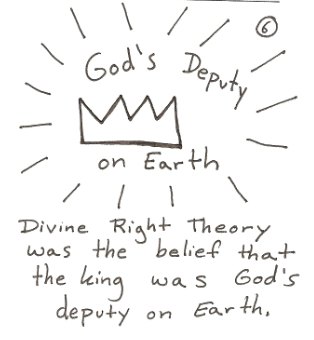 6
God's Deputy
on Earth
Divine Right Theory
was the belief that
the king was God's
deputy on Earth.